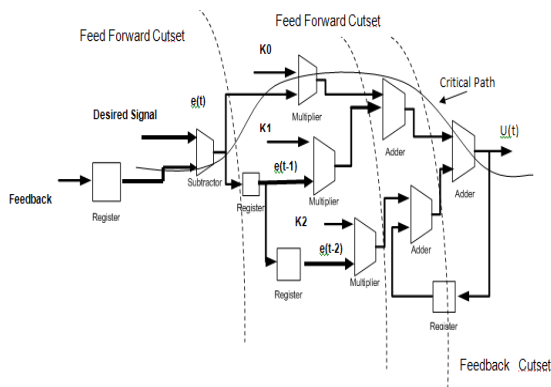 Feed Forward Cutset
Feed Forward Cutset
K0
Critical Path
e(t)
Desired Signal
Multiplier
U(t)
K1
Adder
e(t-1)
Subtractor
Adder
Feedback
Register
Register
Multiplier
K2
Adder
e(t-2)
Multiplier
Register
Register
Feedback Cutset